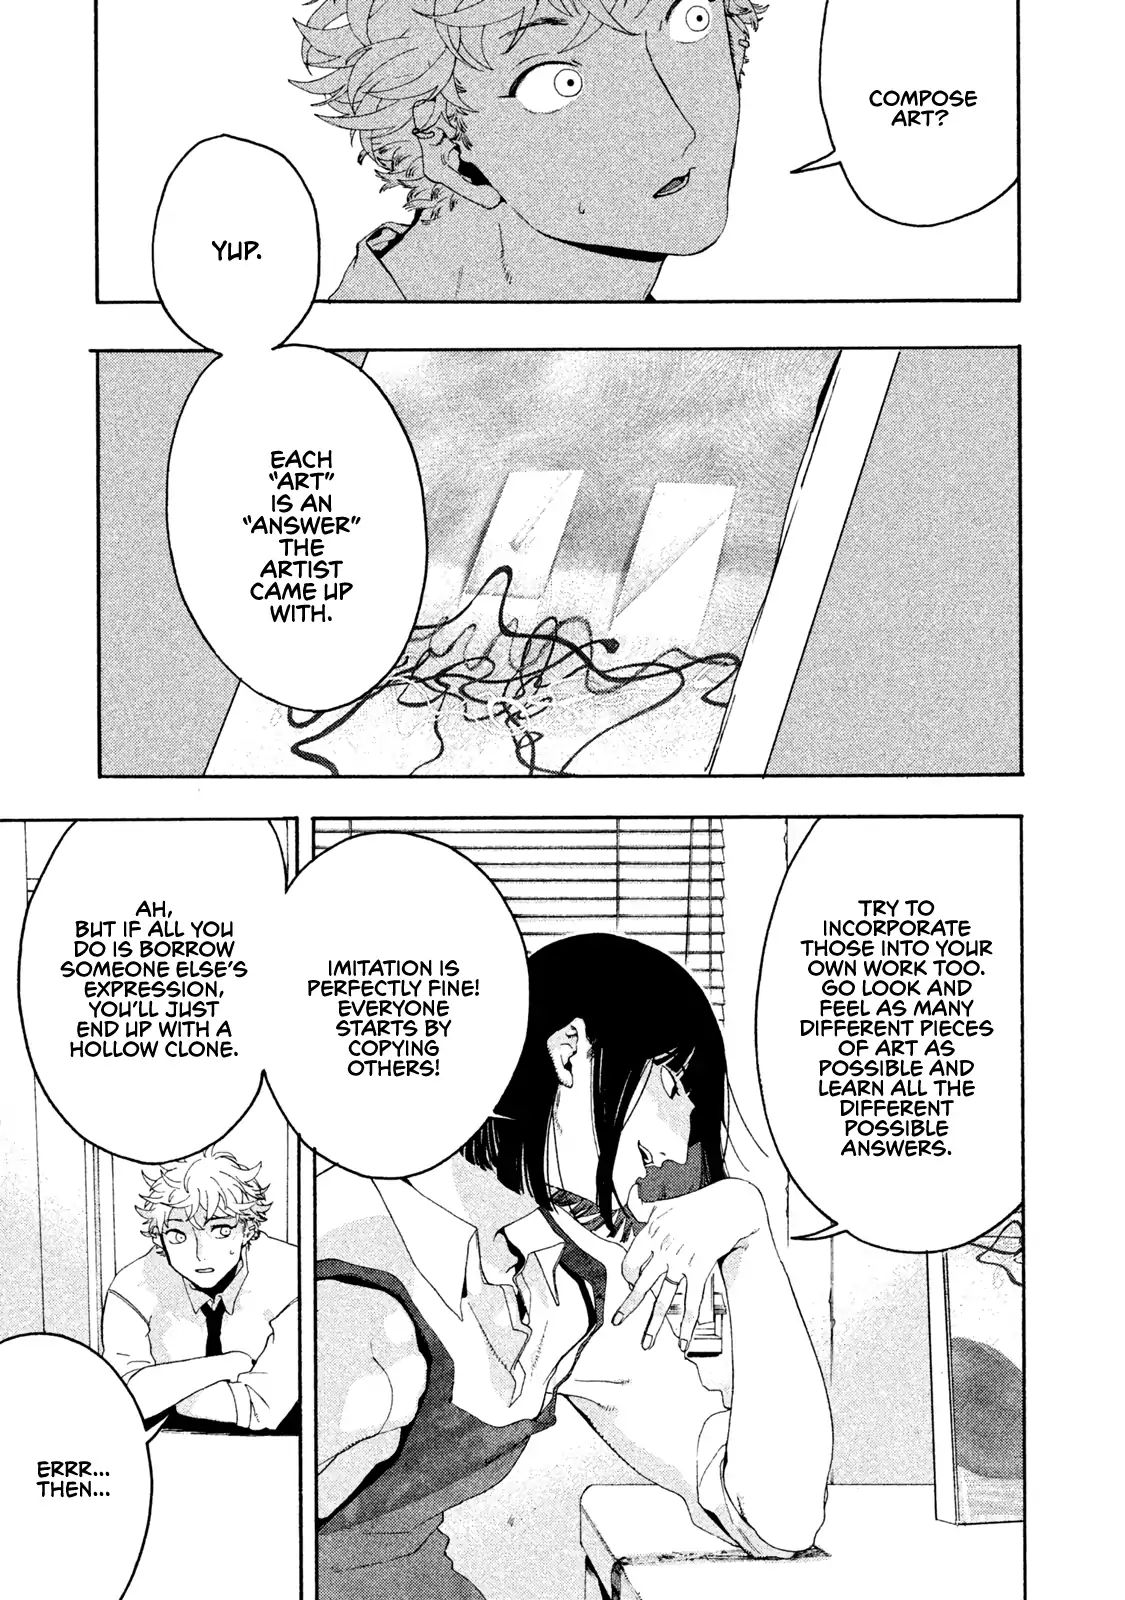 COMPOSE
ART?
YUP.
EACH
"ART"
IS AN
"ANSWER"
THE
ARTIST
CAME UP
WITH.
TRY TO
INCORPORATE
THOSE INTO YOUR
OWN WORK TOO.
GO LOOK AND
FEEL AS MANY
DIFFERENT PIECES
OF ART AS
POSSIBLE AND
LEARN ALL THE
DIFFERENT
POSSIBLE
ANSWERS.
IMITATION IS
PERFECTLY FINE!
EVERYONE
STARTS BY
COPYING
OTHERS!
AH,
BUT IF ALL YOU
DO IS BORROW
SOMEONE ELSE'S
EXPRESSION,
YOU'LL JUST
END UP WITH A
HOLLOW CLONE.
ERRR...
THEN...